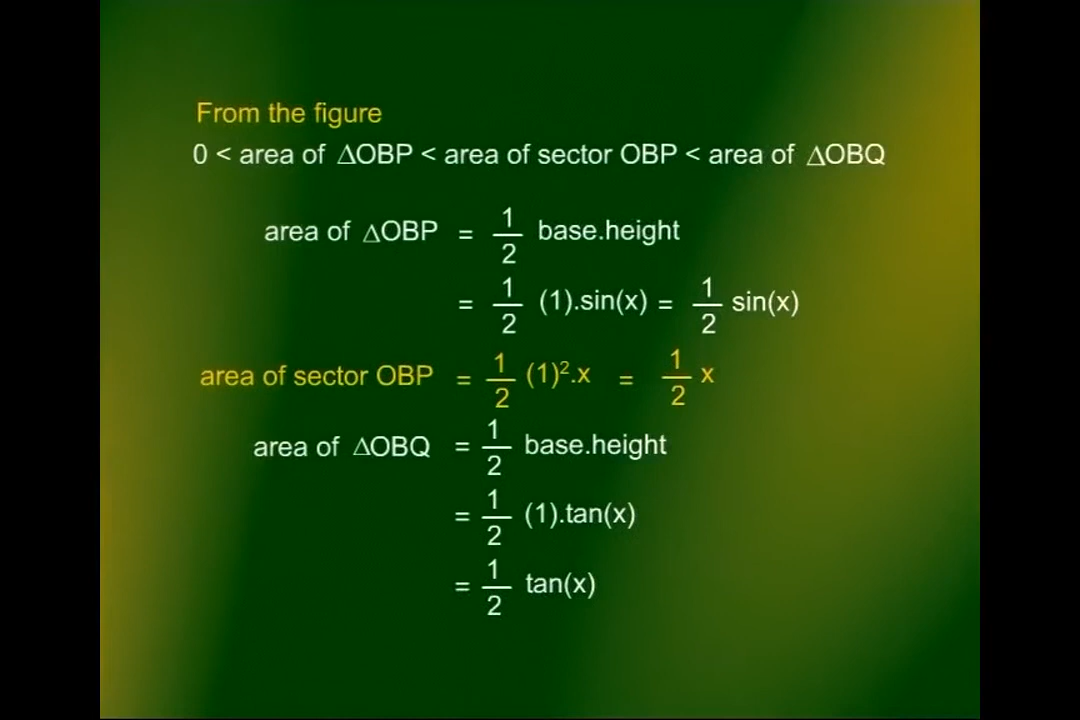 From the figure
0 < area of ΔOBP < area of sector OBP < area of ΔOBQ
area of ΔOBP = 1/2 base.height
= 1/2 (1).sin(x) = 1/2 sin(x)
area of sector OBP = 1/2 (1)².x = 1/2 x
area of ΔOBQ = 1/2 base.height
= 1/2 (1).tan(x)
= 1/2 tan(x)